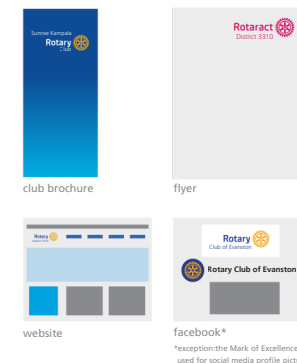 Sunrise Kampala
Rotary
Club
club brochure
Rotaract
District 3310
flyer
Rotary
website
Rotary
Club of Evanston
Rotary Club of Evanston
facebook*
*exception:the Mark of Excellence
used for social media profile pictu